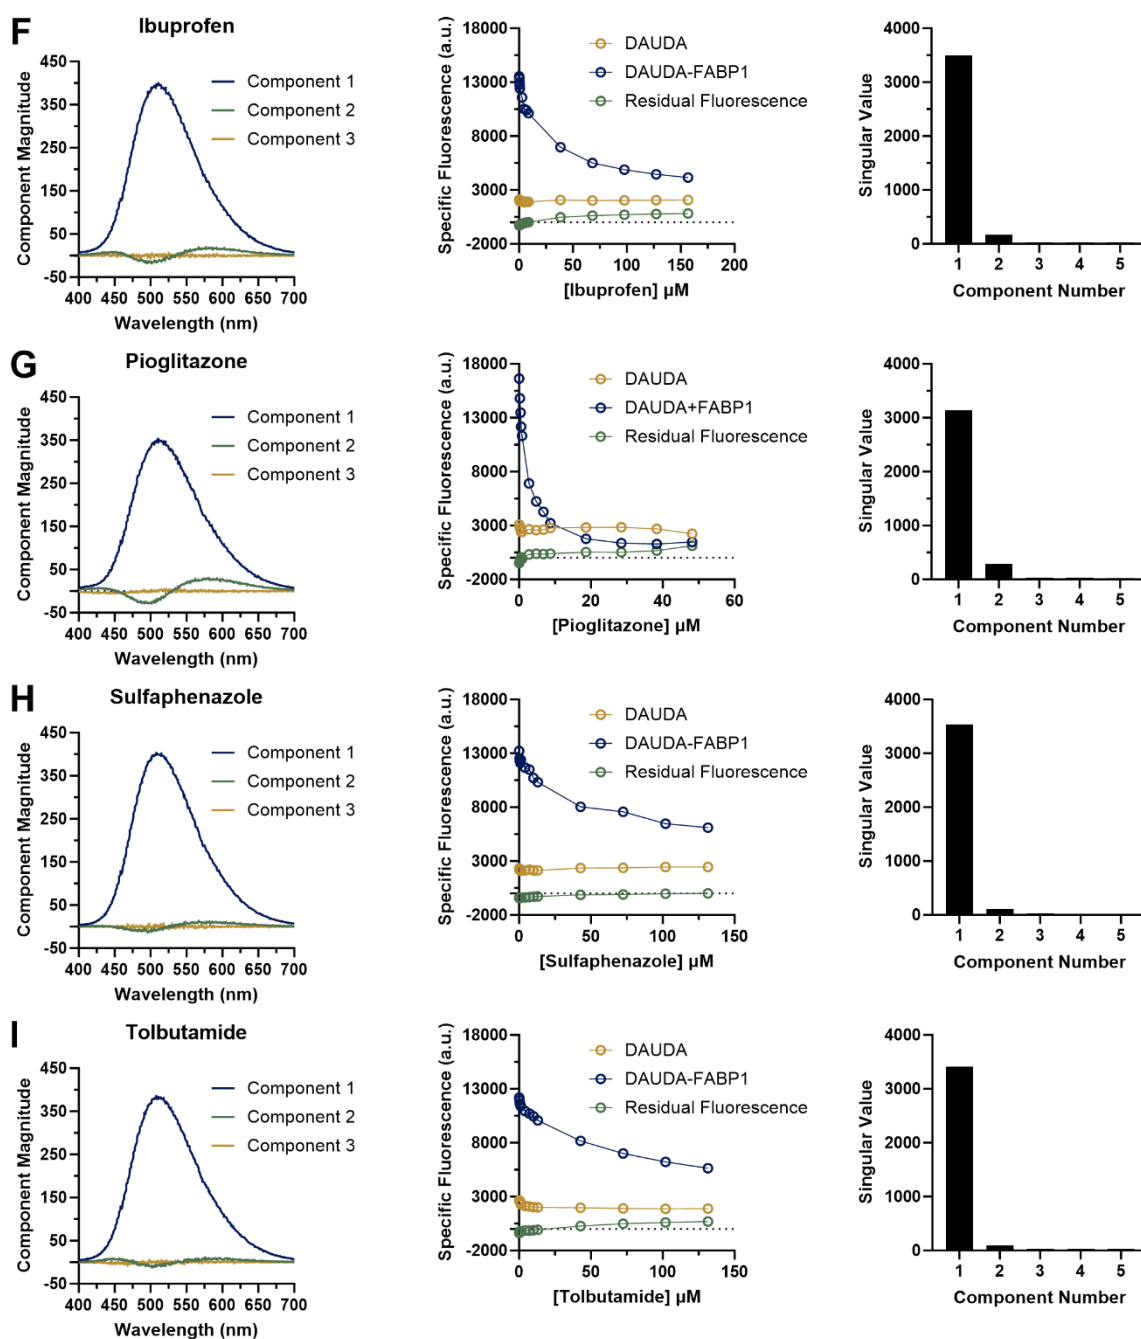 F
Ibuprofen
Component Magnitude
450
350
250
150
50
-50
Component 1
Component 2
Component 3
400 450 500 550 600 650 700
Wavelength (nm)
Specific Fluorescence (a.u.)
18000
13000
8000
3000
-2000
DAUDA
DAUDA-FABP1
Residual Fluorescence
0 50 100 150 200
[Ibuprofen] µM
Singular Value
4000
3000
2000
1000
0
1 2 3 4 5
Component Number
G
Pioglitazone
Component Magnitude
450
350
250
150
50
-50
Component 1
Component 2
Component 3
400 450 500 550 600 650 700
Wavelength (nm)
Specific Fluorescence (a.u.)
18000
13000
8000
3000
-2000
DAUDA
DAUDA+FABP1
Residual Fluorescence
0 20 40 60
[Pioglitazone] µM
Singular Value
4000
3000
2000
1000
0
1 2 3 4 5
Component Number
H
Sulfaphenazole
Component Magnitude
450
350
250
150
50
-50
Component 1
Component 2
Component 3
400 450 500 550 600 650 700
Wavelength (nm)
Specific Fluorescence (a.u.)
18000
13000
8000
3000
-2000
DAUDA
DAUDA-FABP1
Residual Fluorescence
0 50 100 150
[Sulfaphenazole] µM
Singular Value
4000
3000
2000
1000
0
1 2 3 4 5
Component Number
I
Tolbutamide
Component Magnitude
450
350
250
150
50
-50
Component 1
Component 2
Component 3
400 450 500 550 600 650 700
Wavelength (nm)
Specific Fluorescence (a.u.)
18000
13000
8000
3000
-2000
DAUDA
DAUDA-FABP1
Residual Fluorescence
0 50 100 150
[Tolbutamide] µM
Singular Value
4000
3000
2000
1000
0
1 2 3 4 5
Component Number